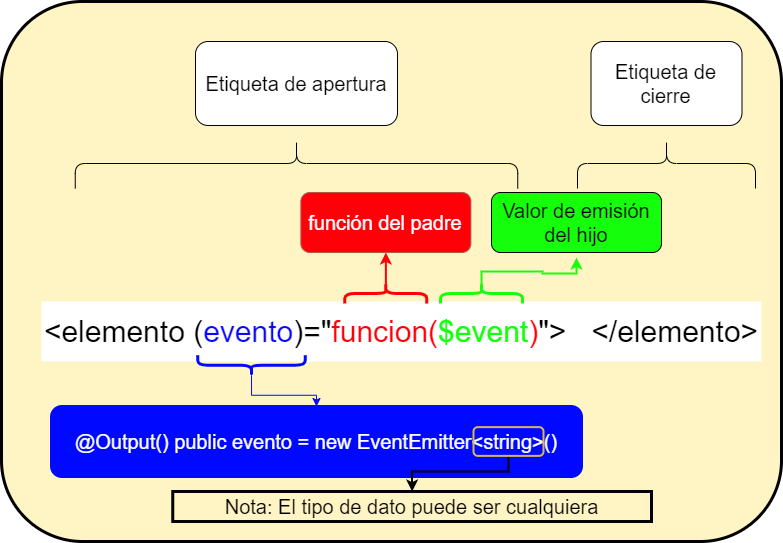 Etiqueta de apertura
Etiqueta de
cierre
función del padre
Valor de emisión
del hijo
<elemento (evento)="funcion($event)"> </elemento>
@Output() public evento = new EventEmitter<string>()
Nota: El tipo de dato puede ser cualquiera